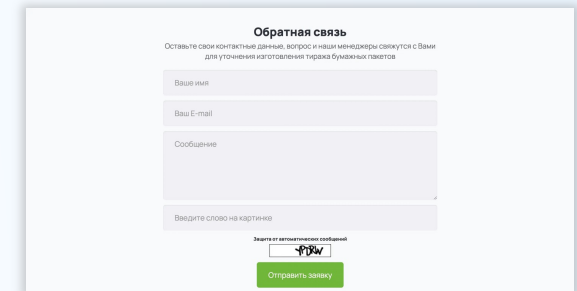 Обратная связь
Оставьте свои контактные данные, вопрос и наши менеджеры свяжутся с Вами
для уточнения изготовления тиража бумажных пакетов
Ваше имя
Ваш E-mail
Сообщение
Введите слово на картинке
Защита от автоматических сообщений
Отправить заявку